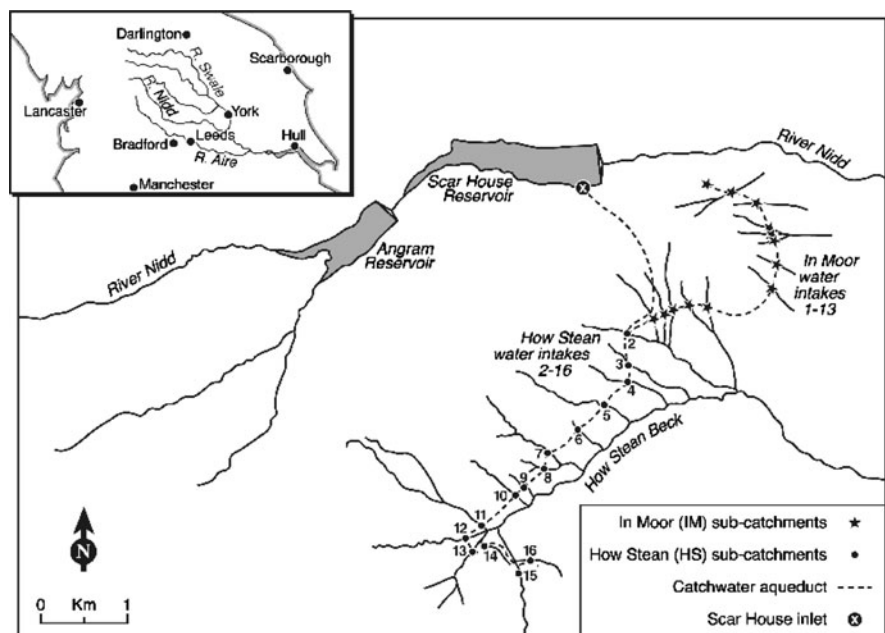 Darlington
Scarborough
R. Swale
R. Nidd
Lancaster
York
Bradford
Leeds
Hull
R. Aire
Manchester
River Nidd
Scar House
Reservoir
x
Angram
Reservoir
River Nidd
In Moor
water
intakes
1-13
How Stean
water intakes
2-16
2
3
4
5
6
7
8
9
10
11
12
13
14
15
16
How Stean Beck
N
0 Km 1
In Moor (IM) sub-catchments
How Stean (HS) sub-catchments
Catchwater aqueduct
Scar House inlet
x